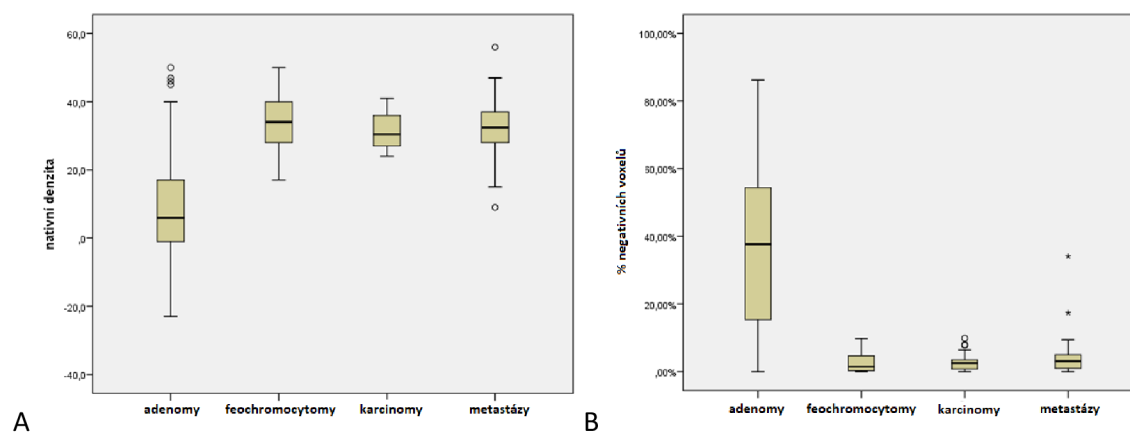 60,0
40,0
20,0
,0
-20,0
-40,0
nativní denzita
adenomy
feochromocytomy
karcinomy
metastázy
A
100,00%
80,00%
60,00%
40,00%
20,00%
,00%
% negativních voxelů
adenomy
feochromocytomy
karcinomy
metastázy
B